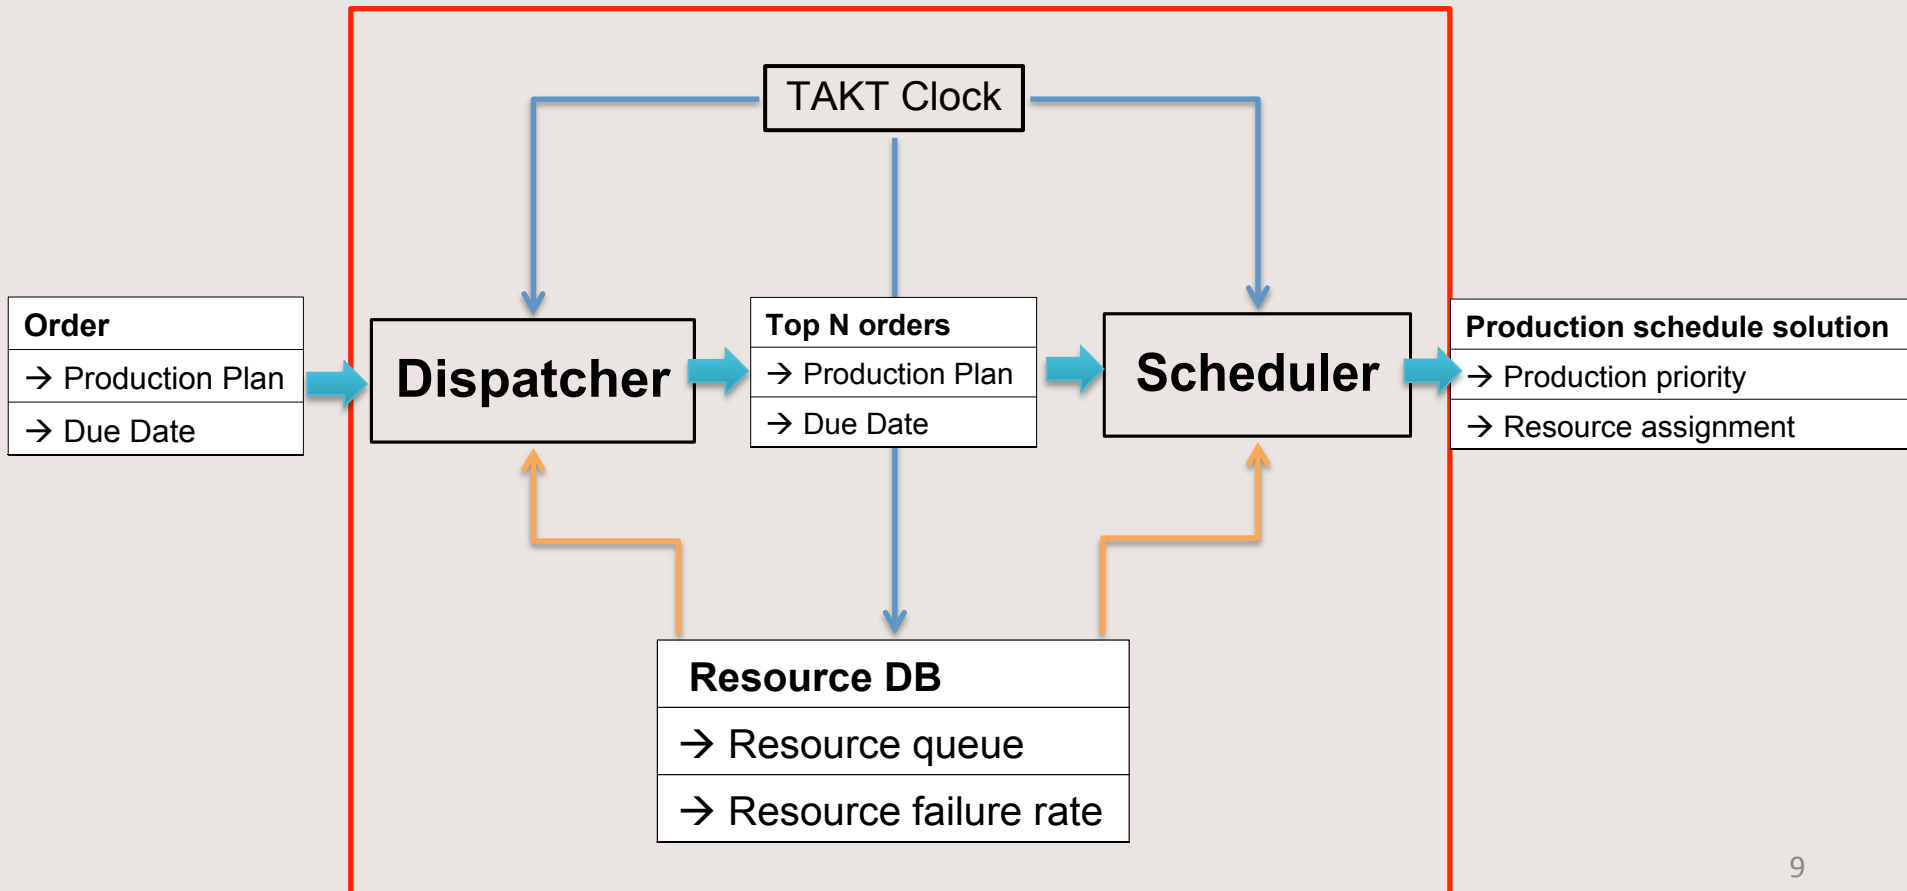 TAKT Clock
Order
→ Production Plan
→ Due Date
Dispatcher
Top N orders
→ Production Plan
→ Due Date
Scheduler
Production schedule solution
→ Production priority
→ Resource assignment
Resource DB
→ Resource queue
→ Resource failure rate
9